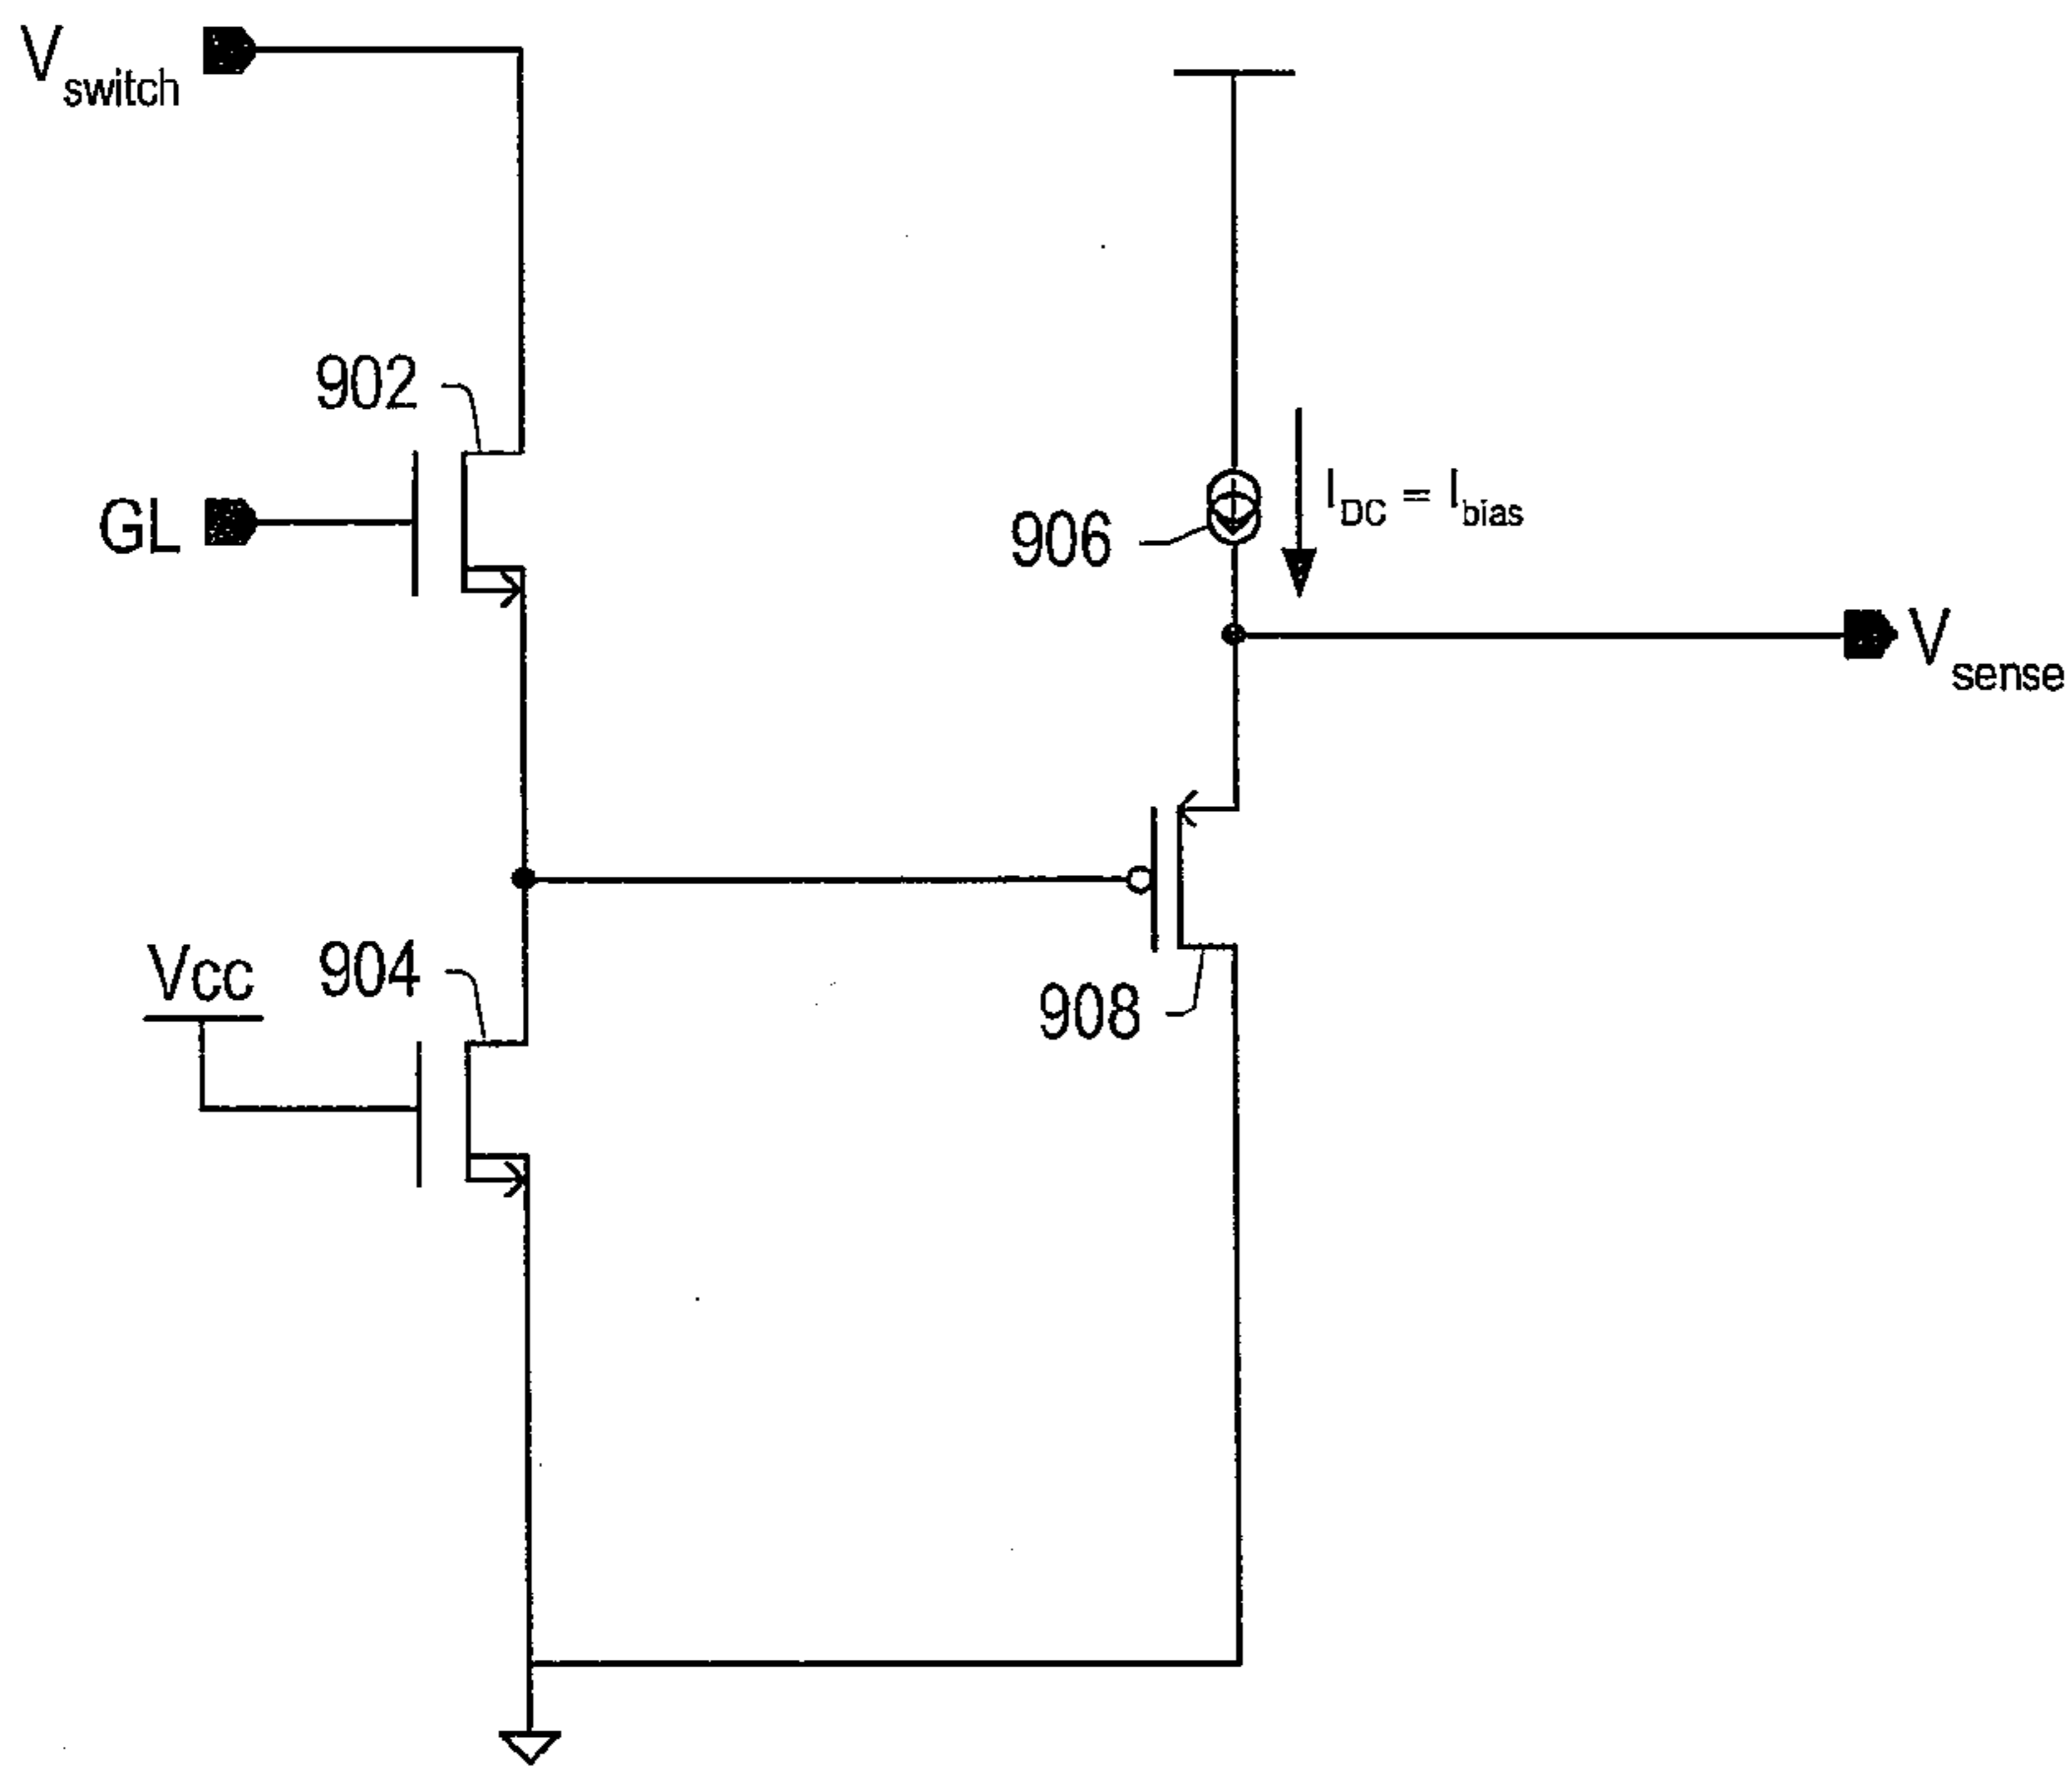 Vswitch
902
GL
906
IDC = Ibias
Vsense
Vcc
904
908